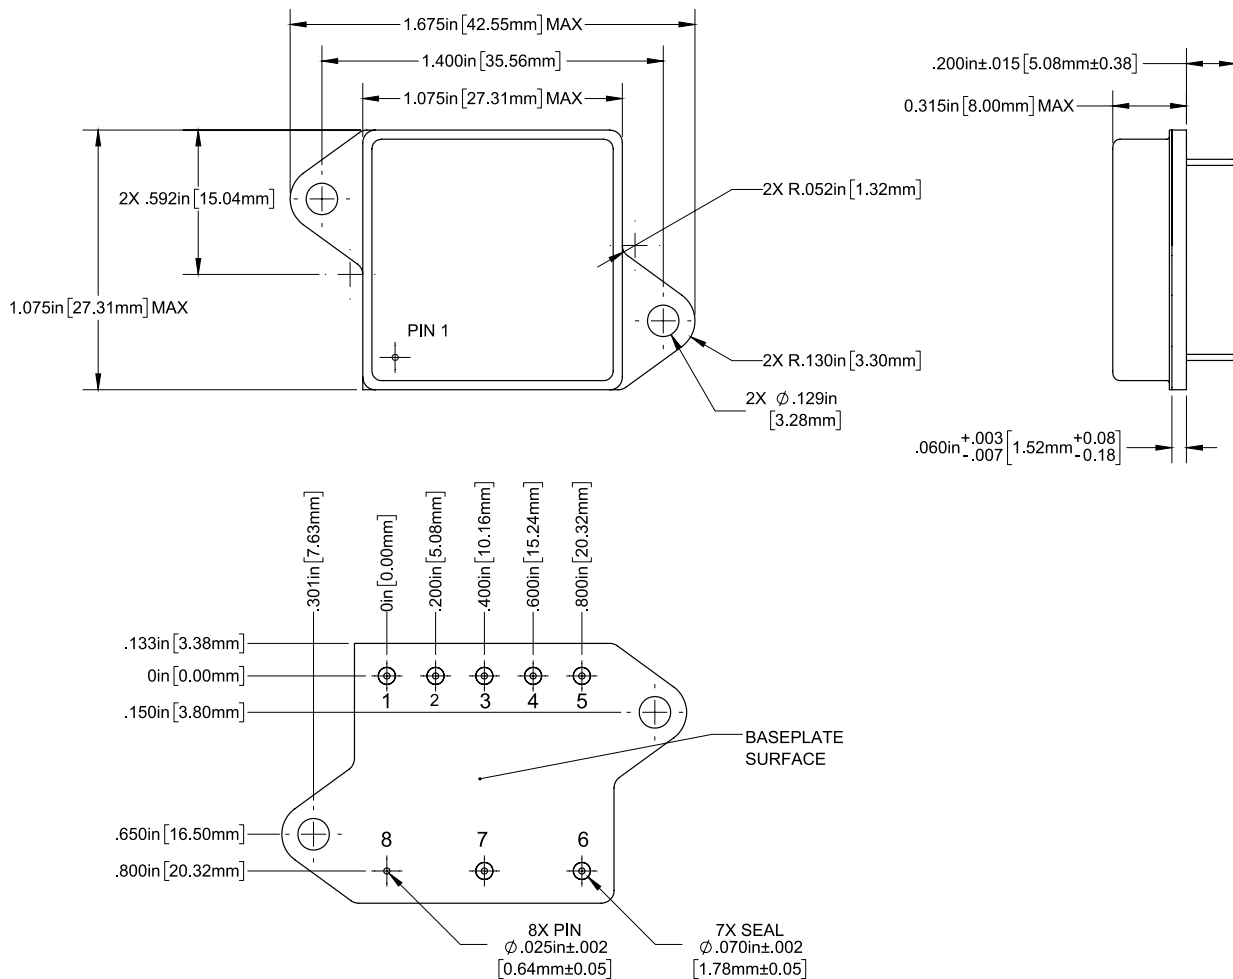 1.675in[42.55mm] MAX
1.400in[35.56mm]
1.075in[27.31mm] MAX
.200in±.015 [5.08mm±0.38]
0.315in[8.00mm] MAX
2X .592in[15.04mm]
2X R.052in[1.32mm]
1.075in[27.31mm] MAX
PIN 1
2X R.130in[3.30mm]
2X Ø.129in
[3.28mm]
.060in +.003 -.007 [1.52mm +0.08 -0.18]
.301in[7.63mm]
0in[0.00mm]
.200in[5.08mm]
.400in[10.16mm]
.600in[15.24mm]
.800in[20.32mm]
.133in[3.38mm]
0in[0.00mm]
1 2 3 4 5
.150in[3.80mm]
BASEPLATE
SURFACE
.650in[16.50mm]
8 7 6
.800in[20.32mm]
8X PIN
Ø.025in±.002
[0.64mm±0.05]
7X SEAL
Ø.070in±.002
[1.78mm±0.05]